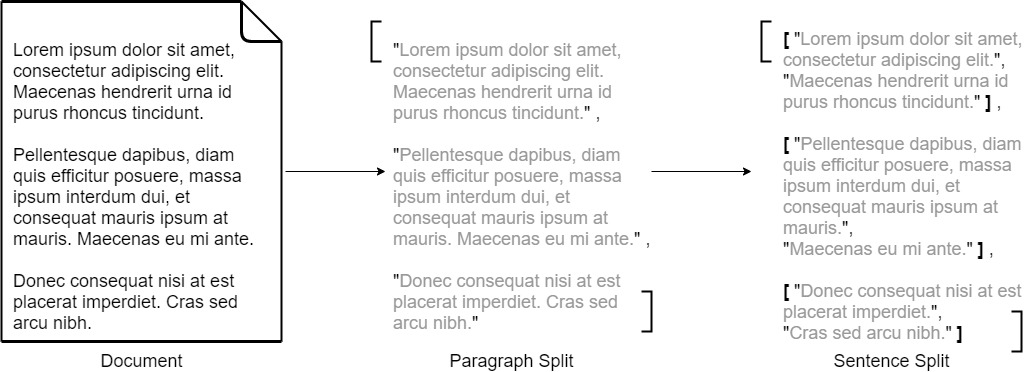 Lorem ipsum dolor sit amet,
consectetur adipiscing elit.
Maecenas hendrerit urna id
purus rhoncus tincidunt.
Pellentesque dapibus, diam
quis efficitur posuere, massa
ipsum interdum dui, et
consequat mauris ipsum at
mauris. Maecenas eu mi ante.
Donec consequat nisi at est
placerat imperdiet. Cras sed
arcu nibh.
Document
[
"Lorem ipsum dolor sit amet,
consectetur adipiscing elit.
Maecenas hendrerit urna id
purus rhoncus tincidunt." ,
"Pellentesque dapibus, diam
quis efficitur posuere, massa
ipsum interdum dui, et
consequat mauris ipsum at
mauris. Maecenas eu mi ante." ,
"Donec consequat nisi at est
placerat imperdiet. Cras sed
arcu nibh."
]
Paragraph Split
[
[ "Lorem ipsum dolor sit amet,
consectetur adipiscing elit.",
"Maecenas hendrerit urna id
purus rhoncus tincidunt." ] ,
[ "Pellentesque dapibus, diam
quis efficitur posuere, massa
ipsum interdum dui, et
consequat mauris ipsum at
mauris.",
"Maecenas eu mi ante." ] ,
[ "Donec consequat nisi at est
placerat imperdiet.",
"Cras sed arcu nibh." ]
]
Sentence Split